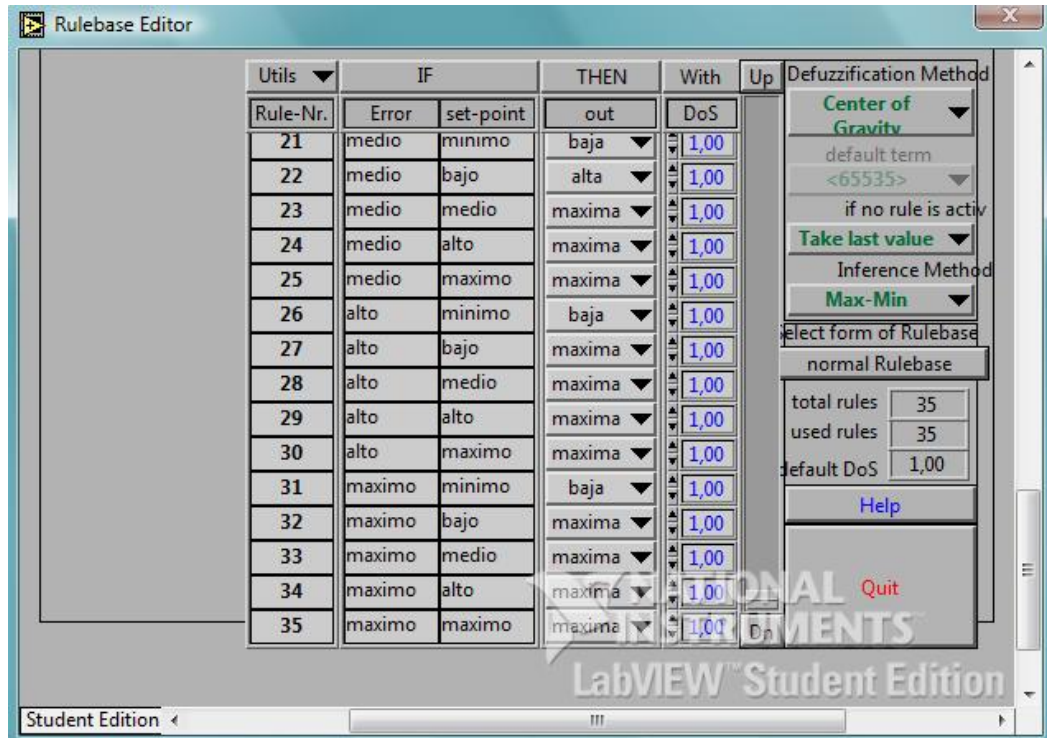 Rulebase Editor
Utils IF THEN With Up Defuzzification Method
Rule-Nr. Error set-point out DoS Center of
Gravity
21 medio minimo baja 1,00 default term
22 medio bajo alta 1,00 <65535>
23 medio medio maxima 1,00 if no rule is activ
24 medio alto maxima 1,00 Take last value
25 medio maximo maxima 1,00 Inference Method
26 alto minimo baja 1,00 Max-Min
27 alto bajo maxima 1,00 elect form of Rulebase
normal Rulebase
28 alto medio maxima 1,00 total rules 35
29 alto alto maxima 1,00 used rules 35
30 alto maximo maxima 1,00 default DoS 1,00
31 maximo minimo baja 1,00 Help
32 maximo bajo maxima 1,00
33 maximo medio maxima 1,00
34 maximo alto maxima 1,00 Quit
35 maximo maximo maxima 1,00 Dn
NATIONAL
INSTRUMENTS
LabVIEW™ Student Edition
Student Edition